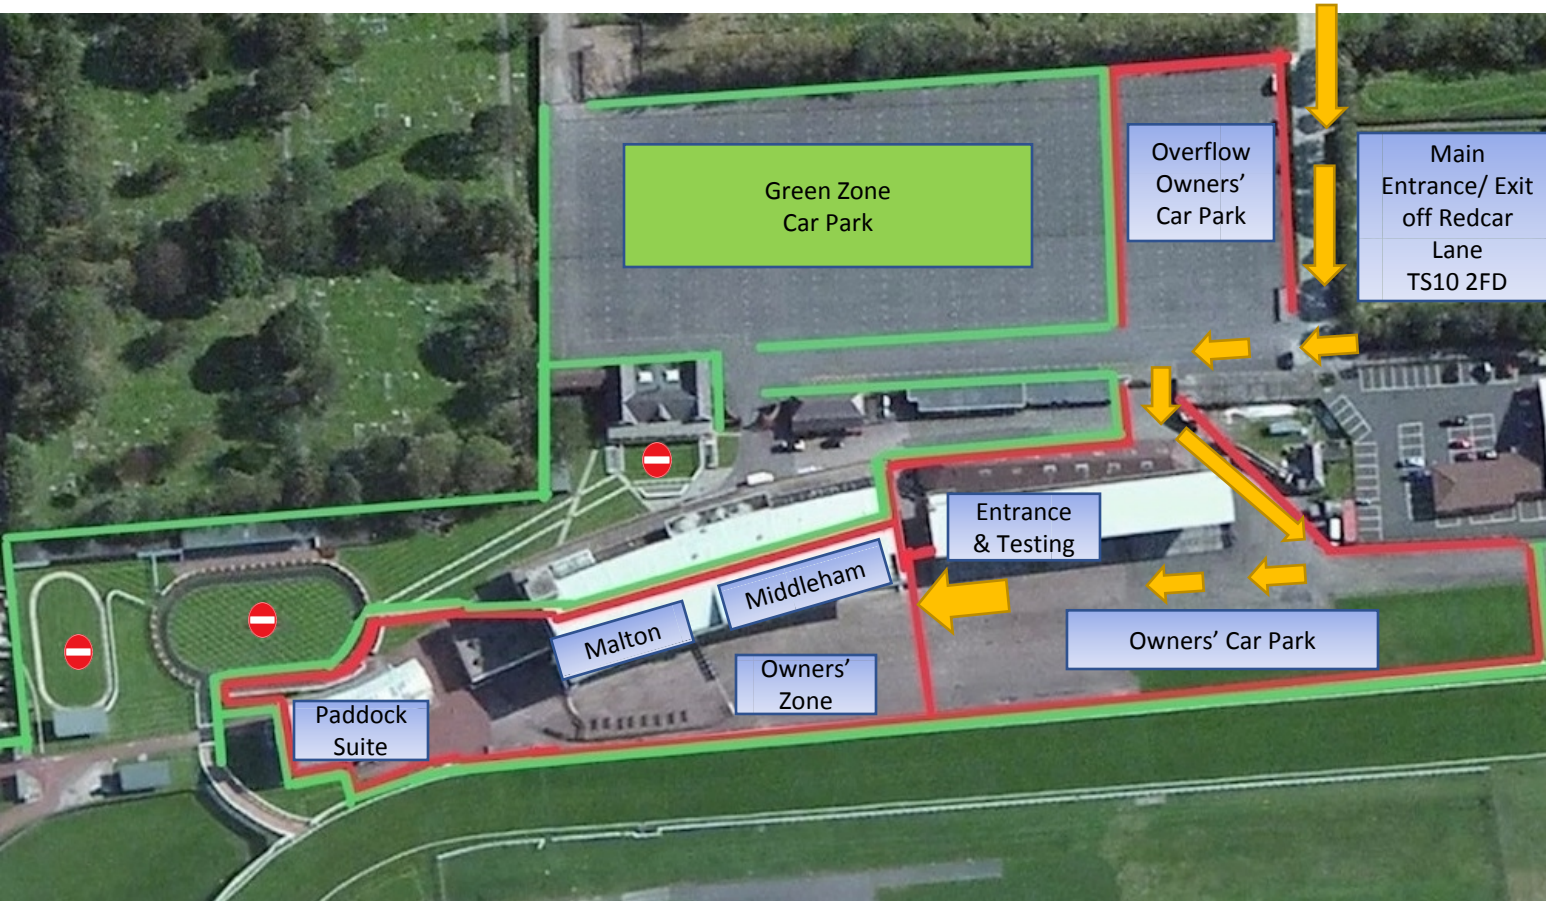 Green Zone
Car Park
Overflow
Owners'
Car Park
Main
Entrance/ Exit
off Redcar
Lane
TS10 2FD
Entrance
& Testing
Middleham
Malton
Owners' Car Park
Owners'
Zone
Paddock
Suite